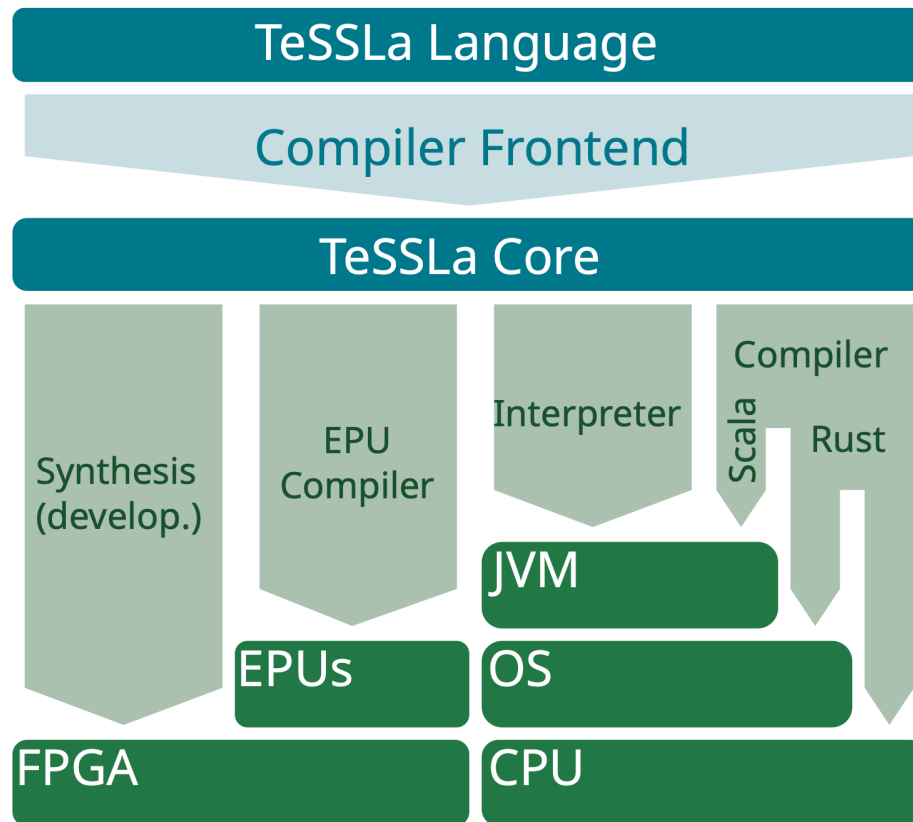 TeSSLa Language
Compiler Frontend
TeSSLa Core
Synthesis
(develop.)
EPU
Compiler
Interpreter
Compiler
Scala
Rust
JVM
EPUs
OS
FPGA
CPU